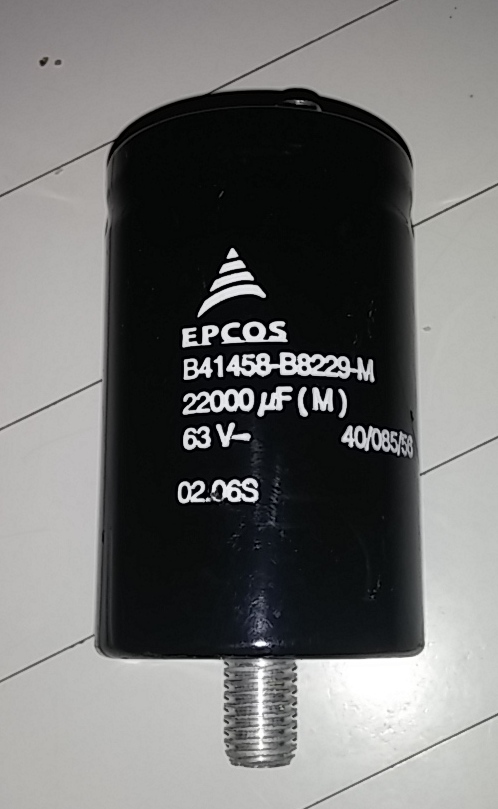 EPCOS
B41458-B8229-M
22000 µF ( M )
63 V– 40/085/56
02.06S